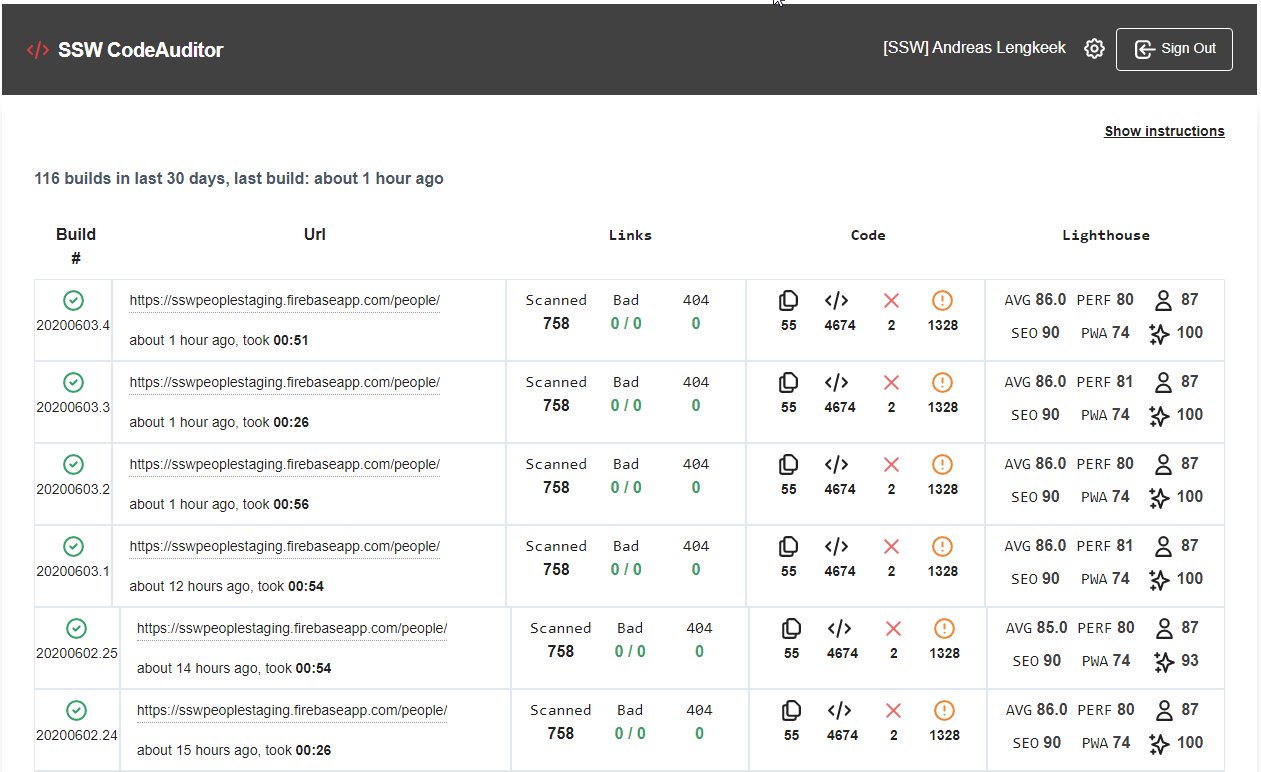 </> SSW CodeAuditor [SSW] Andreas Lengkeek Sign Out
Show instructions
116 builds in last 30 days, last build: about 1 hour ago
Build # Url Links Code Lighthouse
https://sswpeoplestaging.firebaseapp.com/people/ Scanned Bad 404 </> AVG 86.0 PERF 80 87
20200603.4 758 0 / 0 0 55 4674 2 1328
about 1 hour ago, took 00:51 SEO 90 PWA 74 100
https://sswpeoplestaging.firebaseapp.com/people/ Scanned Bad 404 </> AVG 86.0 PERF 81 87
20200603.3 758 0 / 0 0 55 4674 2 1328
about 1 hour ago, took 00:26 SEO 90 PWA 74 100
https://sswpeoplestaging.firebaseapp.com/people/ Scanned Bad 404 </> AVG 86.0 PERF 80 87
20200603.2 758 0 / 0 0 55 4674 2 1328
about 1 hour ago, took 00:56 SEO 90 PWA 74 100
https://sswpeoplestaging.firebaseapp.com/people/ Scanned Bad 404 </> AVG 86.0 PERF 81 87
20200603.1 758 0 / 0 0 55 4674 2 1328
about 12 hours ago, took 00:54 SEO 90 PWA 74 100
https://sswpeoplestaging.firebaseapp.com/people/ Scanned Bad 404 </> AVG 85.0 PERF 80 87
20200602.25 758 0 / 0 0 55 4674 2 1328
about 14 hours ago, took 00:54 SEO 90 PWA 74 93
https://sswpeoplestaging.firebaseapp.com/people/ Scanned Bad 404 </> AVG 86.0 PERF 80 87
20200602.24 758 0 / 0 0 55 4674 2 1328
about 15 hours ago, took 00:26 SEO 90 PWA 74 100